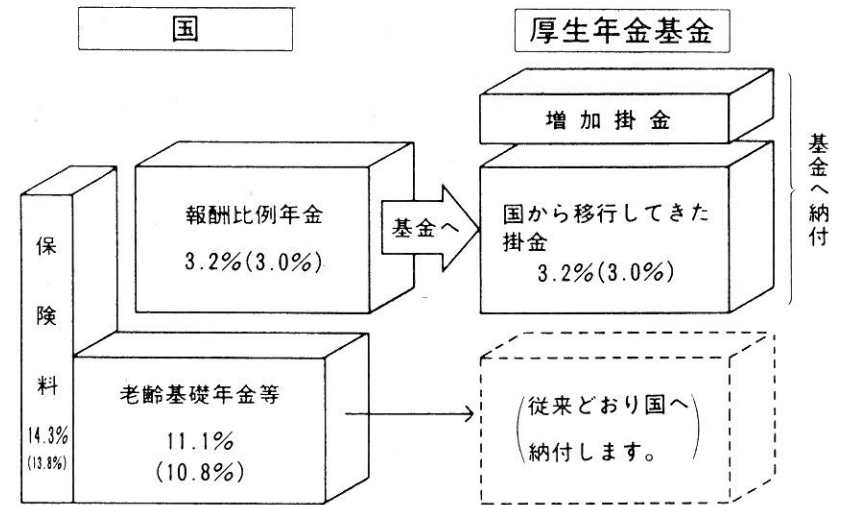 国
厚生年金基金
増加掛金
報酬比例年金
3.2%(3.0%)
基金へ
国から移行してきた
掛金
3.2%(3.0%)
基金へ納付
保険料
14.3%
(13.8%)
老齢基礎年金等
11.1%
(10.8%)
(従来どおり国へ
納付します。)